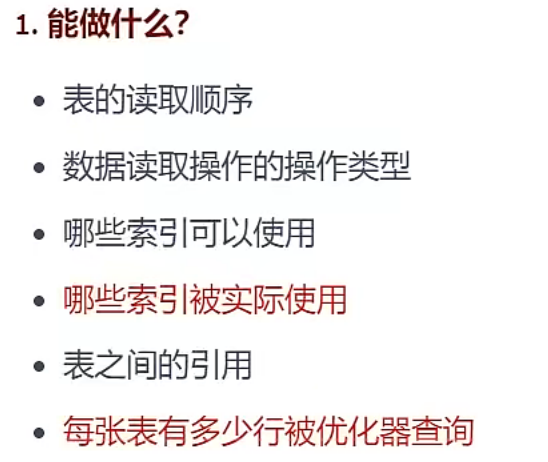 1. 能做什么?
• 表的读取顺序
• 数据读取操作的操作类型
• 哪些索引可以使用
• 哪些索引被实际使用
• 表之间的引用
• 每张表有多少行被优化器查询